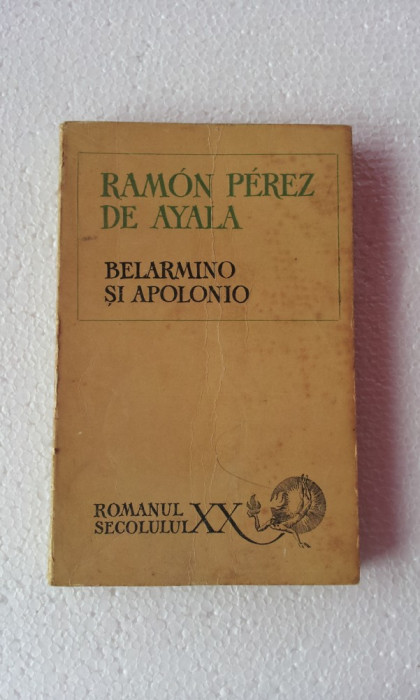 RAMÓN PÉREZ
DE AYALA
BELARMINO
ȘI APOLONIO
ROMANUL
SECOLULUI XX